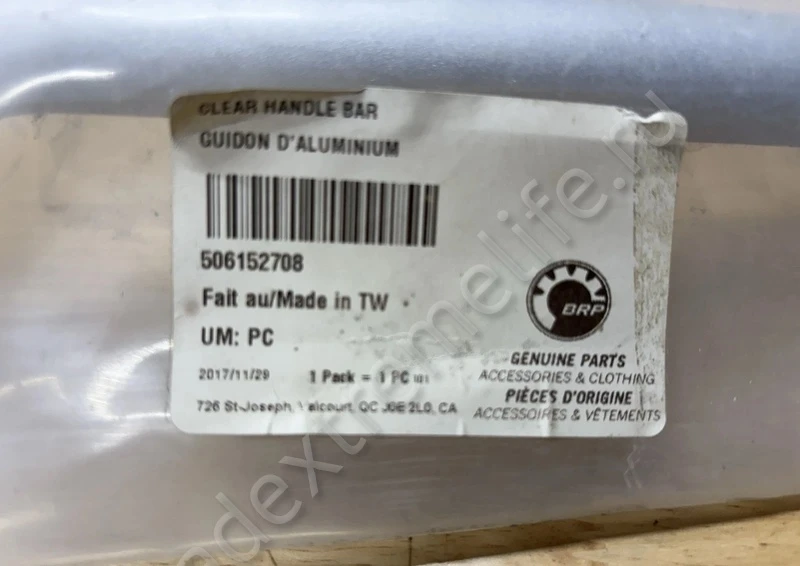 CLEAR HANDLE BAR
GUIDON D'ALUMINIUM
506152708
Fait au/Made in TW
UM: PC
2017/11/29 1 Pack = 1 PC
726 St-Joseph, Valcourt, QC J0E 2L0, CA
BRP
GENUINE PARTS
ACCESSORIES & CLOTHING
PIÈCES D'ORIGINE
ACCESSOIRES & VÊTEMENTS